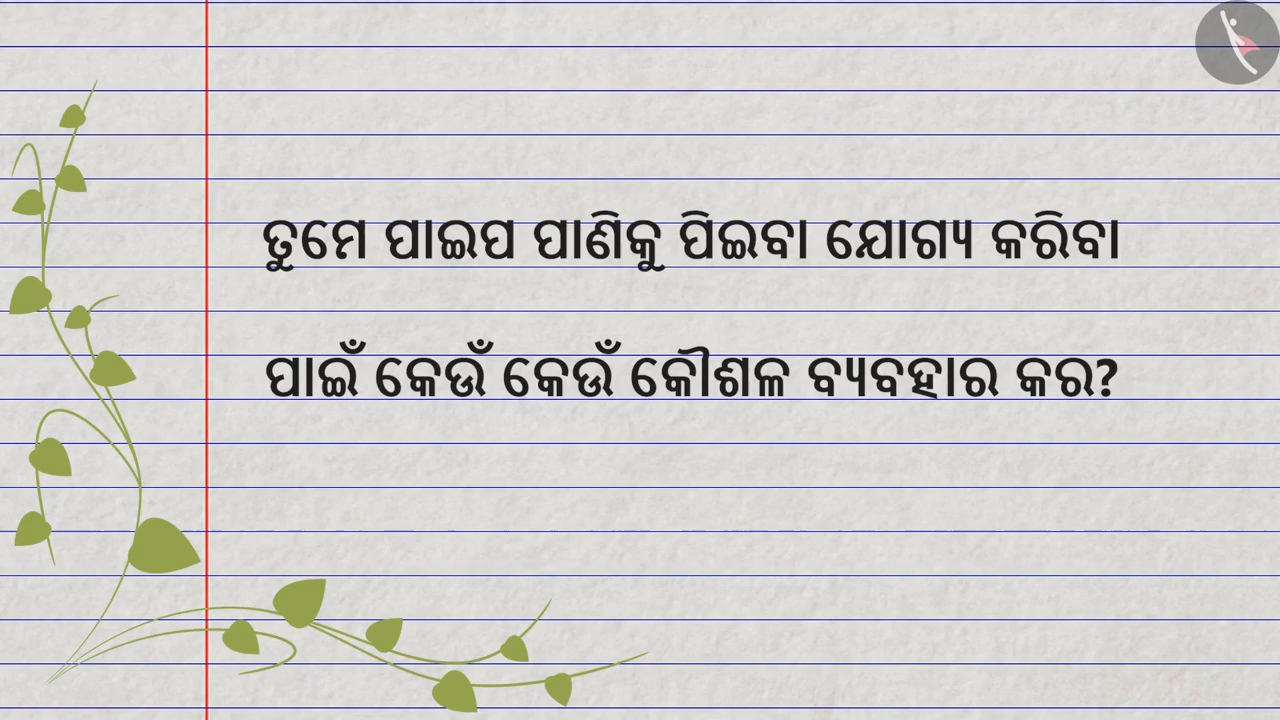 ତୁମେ ପାଇପ ପାଣିକୁ ପିଇବା ଯୋଗ୍ୟ କରିବା
ପାଇଁ କେଉଁ କେଉଁ କୌଶଳ ବ୍ୟବହାର କର?